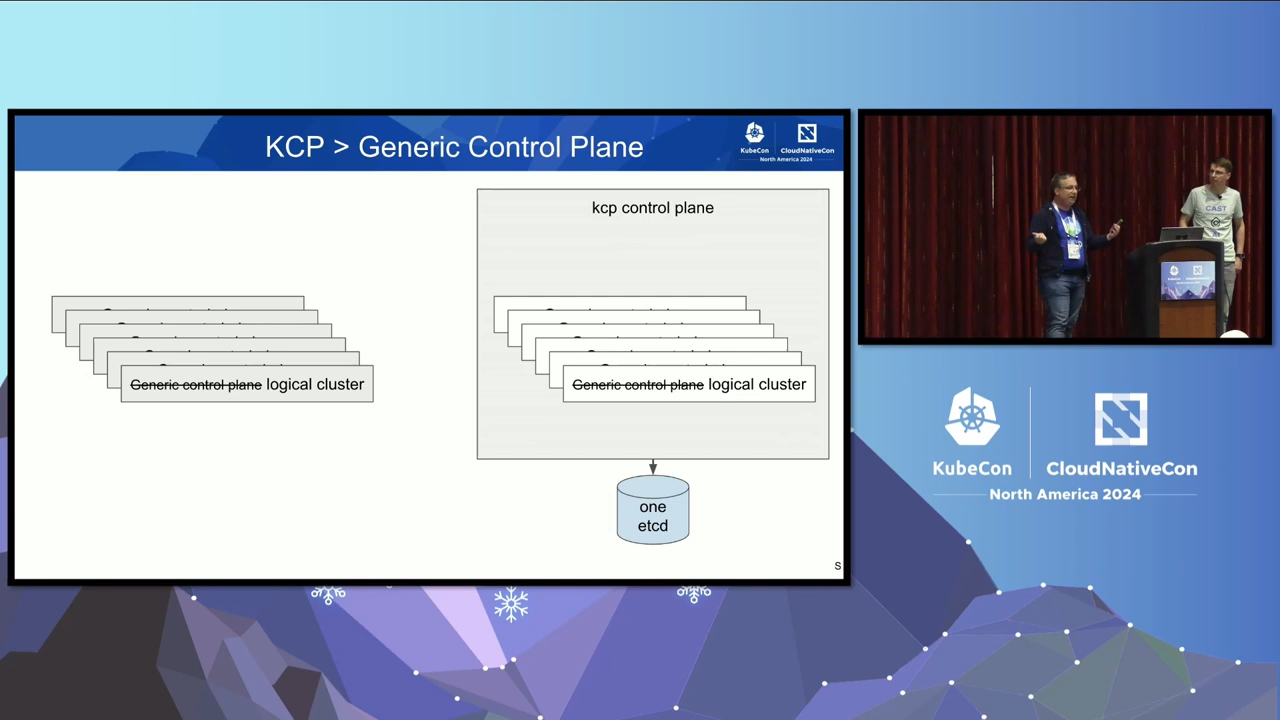 KCP > Generic Control Plane
KubeCon
CloudNativeCon
North America 2024
kcp control plane
Generic control plane logical cluster
Generic control plane logical cluster
one
etcd
S
CAST
KubeCon
CloudNativeCon
North America 2024